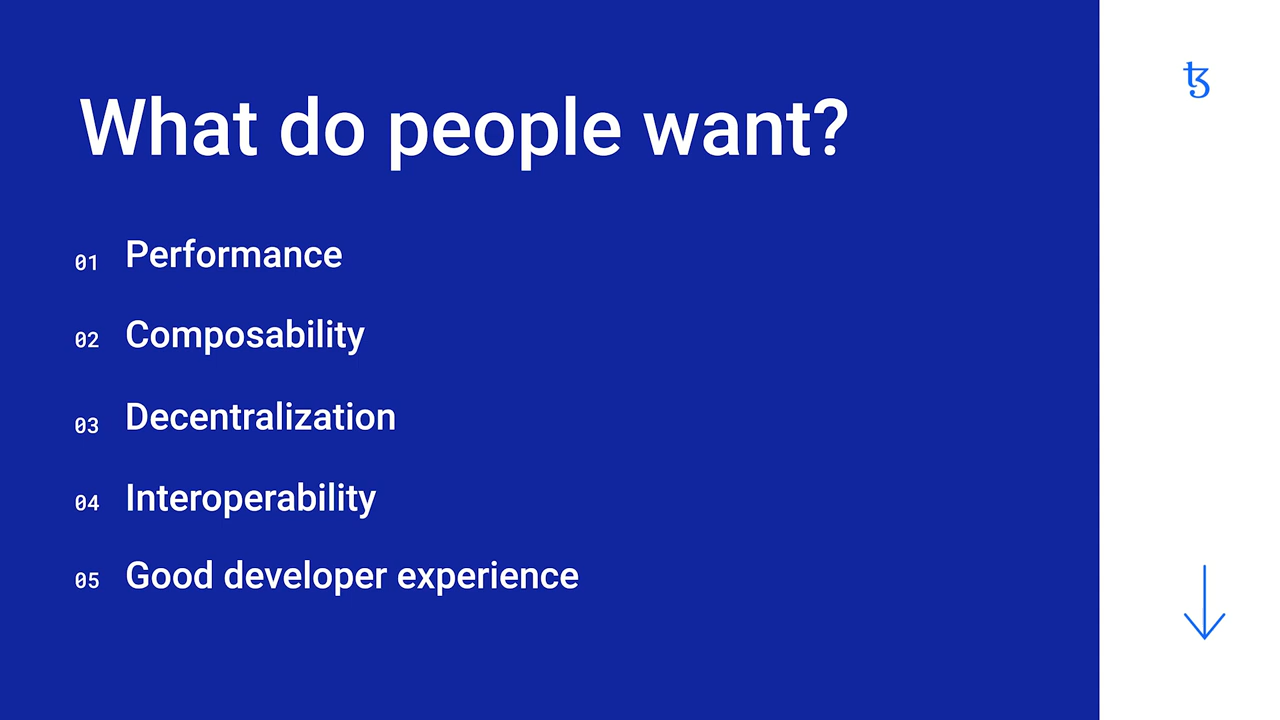 What do people want?
01 Performance
02 Composability
03 Decentralization
04 Interoperability
05 Good developer experience